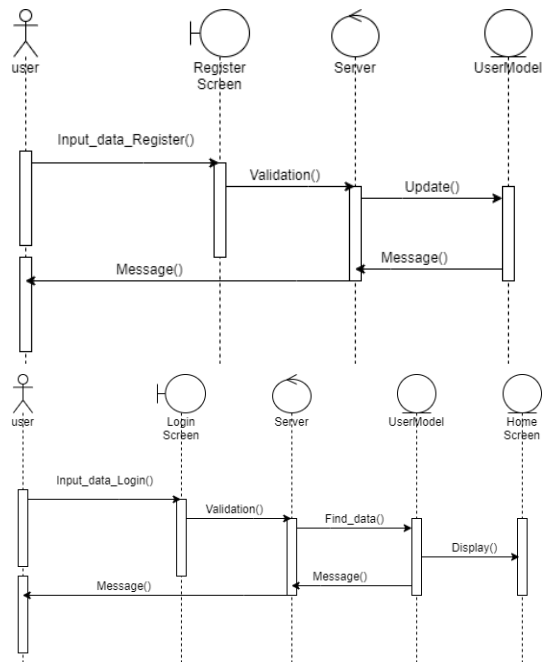 user
Register
Screen
Server
UserModel
Input_data_Register()
Validation()
Update()
Message()
Message()
user
Login
Screen
Server
UserModel
Home
Screen
Input_data_Login()
Validation()
Find_data()
Display()
Message()
Message()